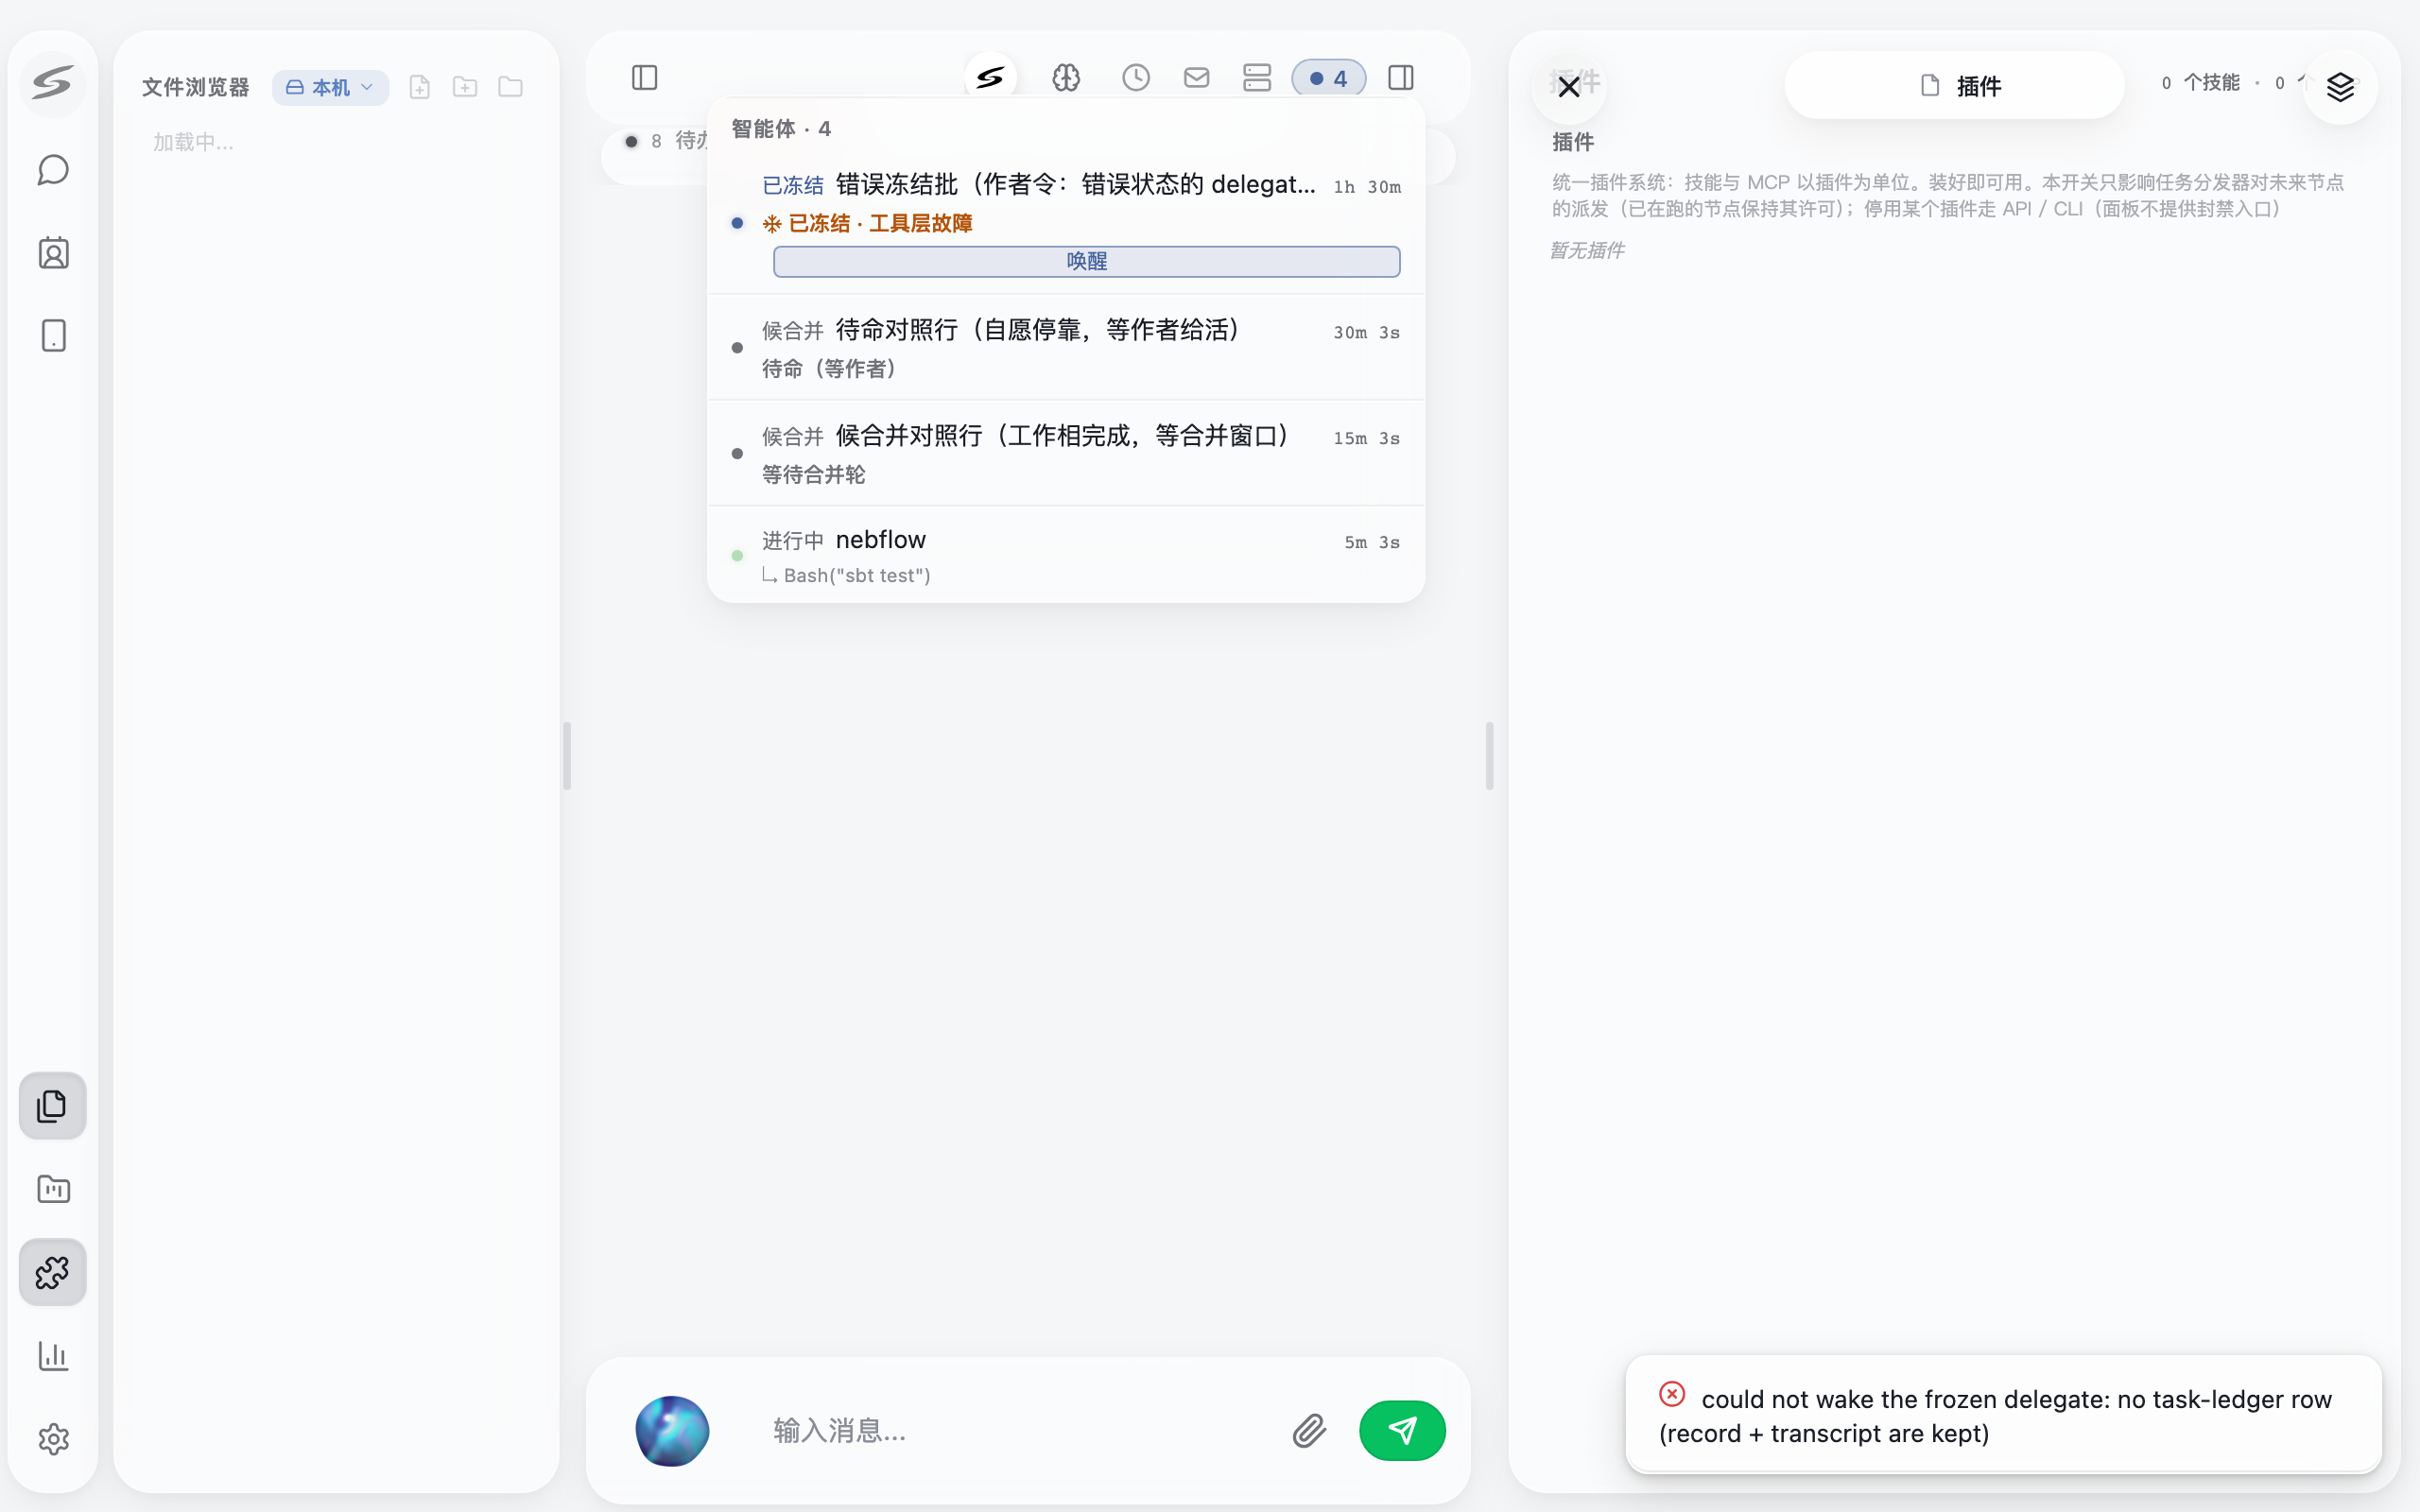 文件浏览器
本机
加载中...
4
8 待办
智能体 · 4
已冻结 错误冻结批（作者令：错误状态的 delegat... 1h 30m
已冻结 · 工具层故障
唤醒
候合并 待命对照行（自愿停靠，等作者给活） 30m 3s
待命（等作者）
候合并 候合并对照行（工作相完成，等合并窗口） 15m 3s
等待合并轮
进行中 nebflow 5m 3s
Bash("sbt test")
输入消息...
插件
插件
0 个技能 · 0 个
插件
统一插件系统：技能与 MCP 以插件为单位。装好即可用。本开关只影响任务分发器对未来节点
的派发（已在跑的节点保持其许可）；停用某个插件走 API / CLI（面板不提供封禁入口）
暂无插件
could not wake the frozen delegate: no task-ledger row
(record + transcript are kept)